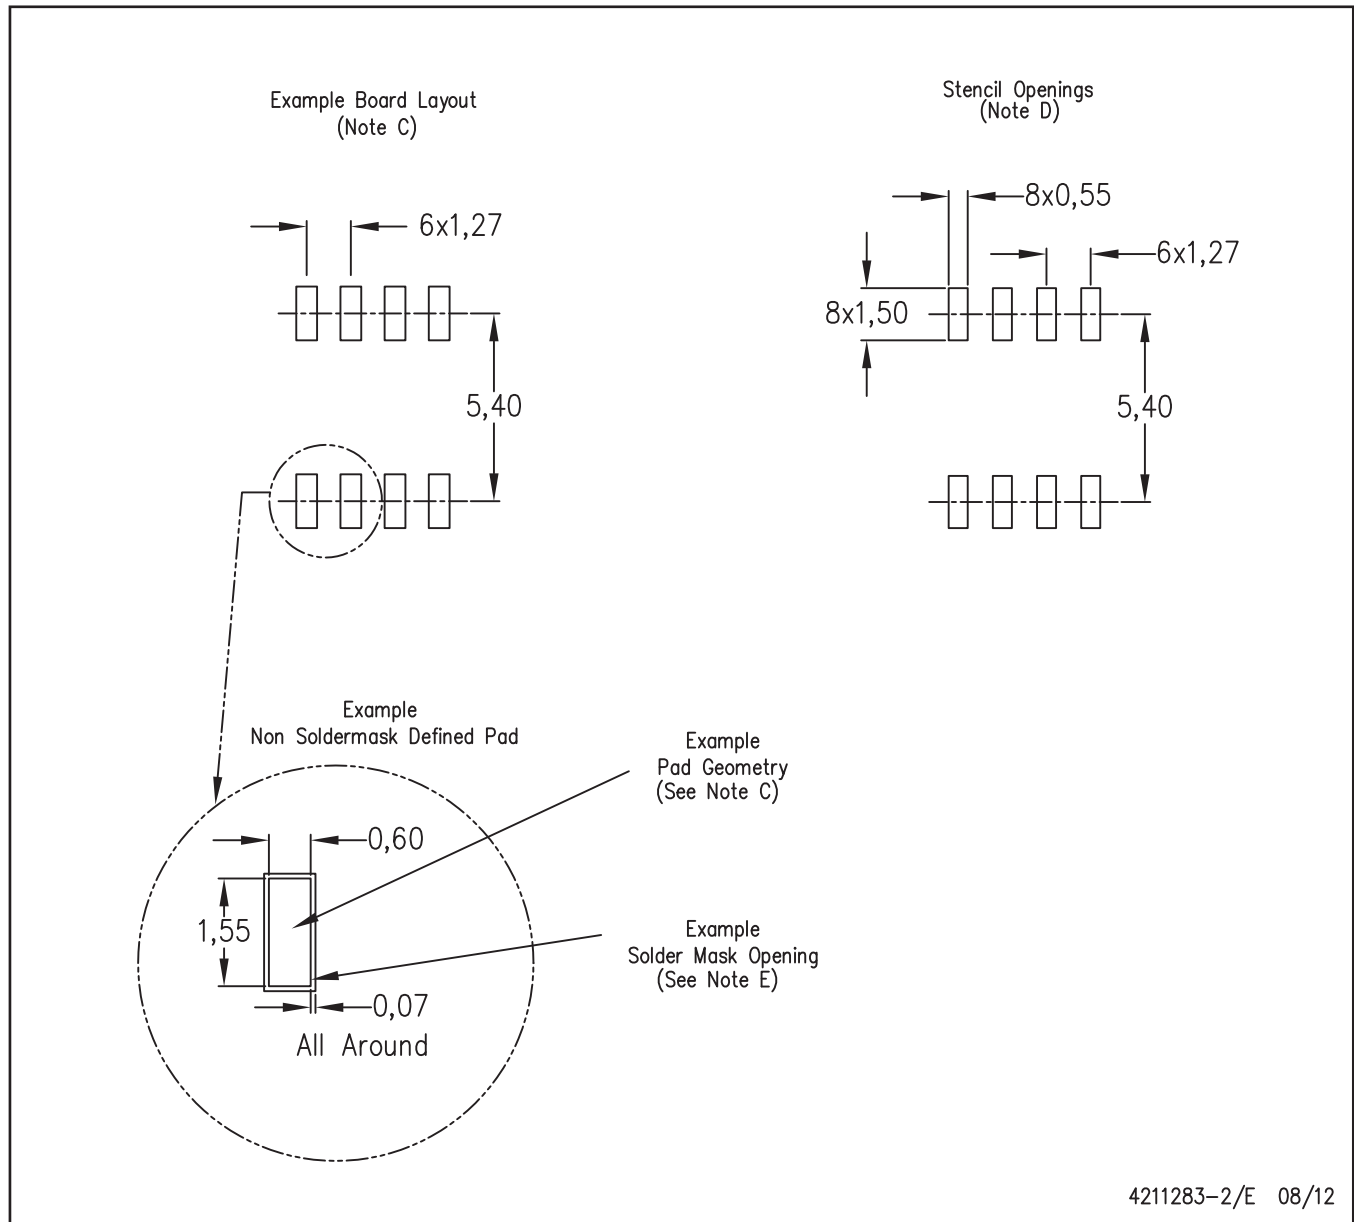 Example Board Layout
(Note C)
6x1,27
5,40
Stencil Openings
(Note D)
8x0,55
6x1,27
8x1,50
5,40
Example
Non Soldermask Defined Pad
Example
Pad Geometry
(See Note C)
0,60
1,55
Example
Solder Mask Opening
(See Note E)
0,07
All Around
4211283-2/E 08/12